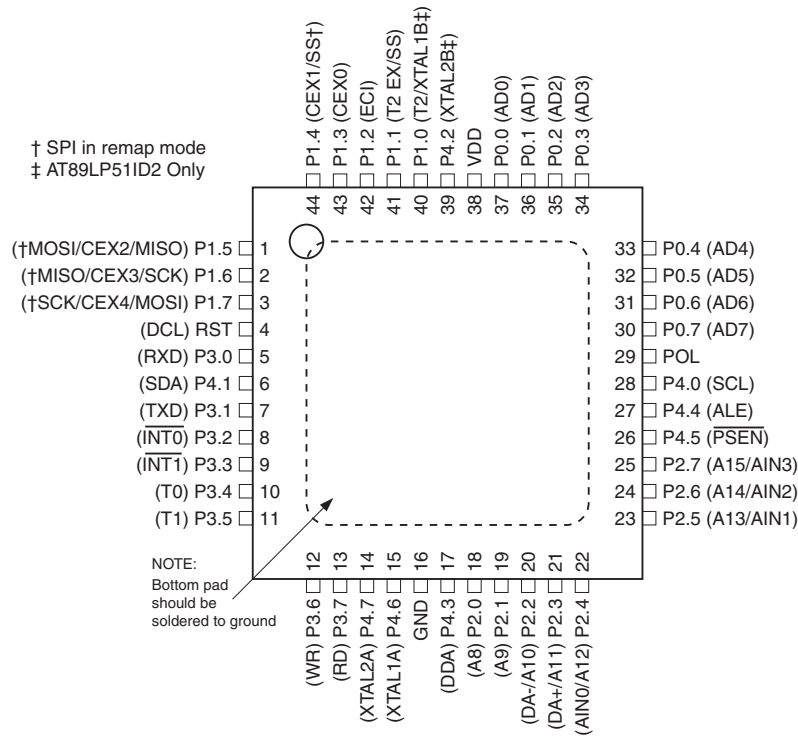 † SPI in remap mode
‡ AT89LP51ID2 Only
P1.4 (CEX1/SS†)
P1.3 (CEX0)
P1.2 (ECI)
P1.1 (T2 EX/SS)
P1.0 (T2/XTAL1B‡)
P4.2 (XTAL2B‡)
VDD
P0.0 (AD0)
P0.1 (AD1)
P0.2 (AD2)
P0.3 (AD3)
44 43 42 41 40 39 38 37 36 35 34
(†MOSI/CEX2/MISO) P1.5 1
(†MISO/CEX3/SCK) P1.6 2
(†SCK/CEX4/MOSI) P1.7 3
(DCL) RST 4
(RXD) P3.0 5
(SDA) P4.1 6
(TXD) P3.1 7
(INT0) P3.2 8
(INT1) P3.3 9
(T0) P3.4 10
(T1) P3.5 11
33 P0.4 (AD4)
32 P0.5 (AD5)
31 P0.6 (AD6)
30 P0.7 (AD7)
29 POL
28 P4.0 (SCL)
27 P4.4 (ALE)
26 P4.5 (PSEN)
25 P2.7 (A15/AIN3)
24 P2.6 (A14/AIN2)
23 P2.5 (A13/AIN1)
NOTE:
Bottom pad
should be
soldered to ground
12 13 14 15 16 17 18 19 20 21 22
(WR) P3.6
(RD) P3.7
(XTAL2A) P4.7
(XTAL1A) P4.6
GND
(DDA) P4.3
(A8) P2.0
(A9) P2.1
(DA-/A10) P2.2
(DA+/A11) P2.3
(AIN0/A12) P2.4